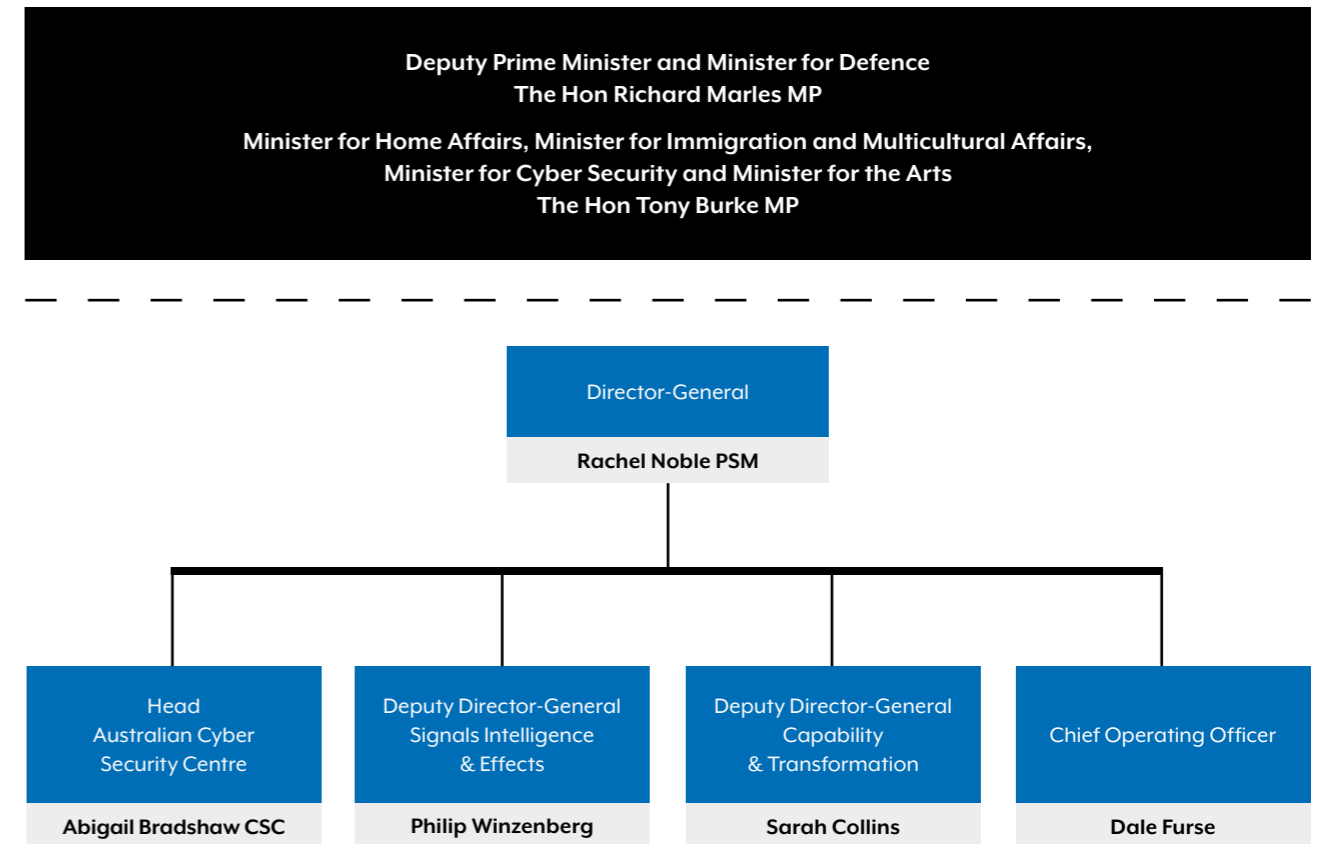 Deputy Prime Minister and Minister for Defence
The Hon Richard Marles MP
Minister for Home Affairs, Minister for Immigration and Multicultural Affairs,
Minister for Cyber Security and Minister for the Arts
The Hon Tony Burke MP
Director-General
Rachel Noble PSM
Head
Australian Cyber
Security Centre
Abigail Bradshaw CSC
Deputy Director-General
Signals Intelligence
& Effects
Philip Winzenberg
Deputy Director-General
Capability
& Transformation
Sarah Collins
Chief Operating Officer
Dale Furse